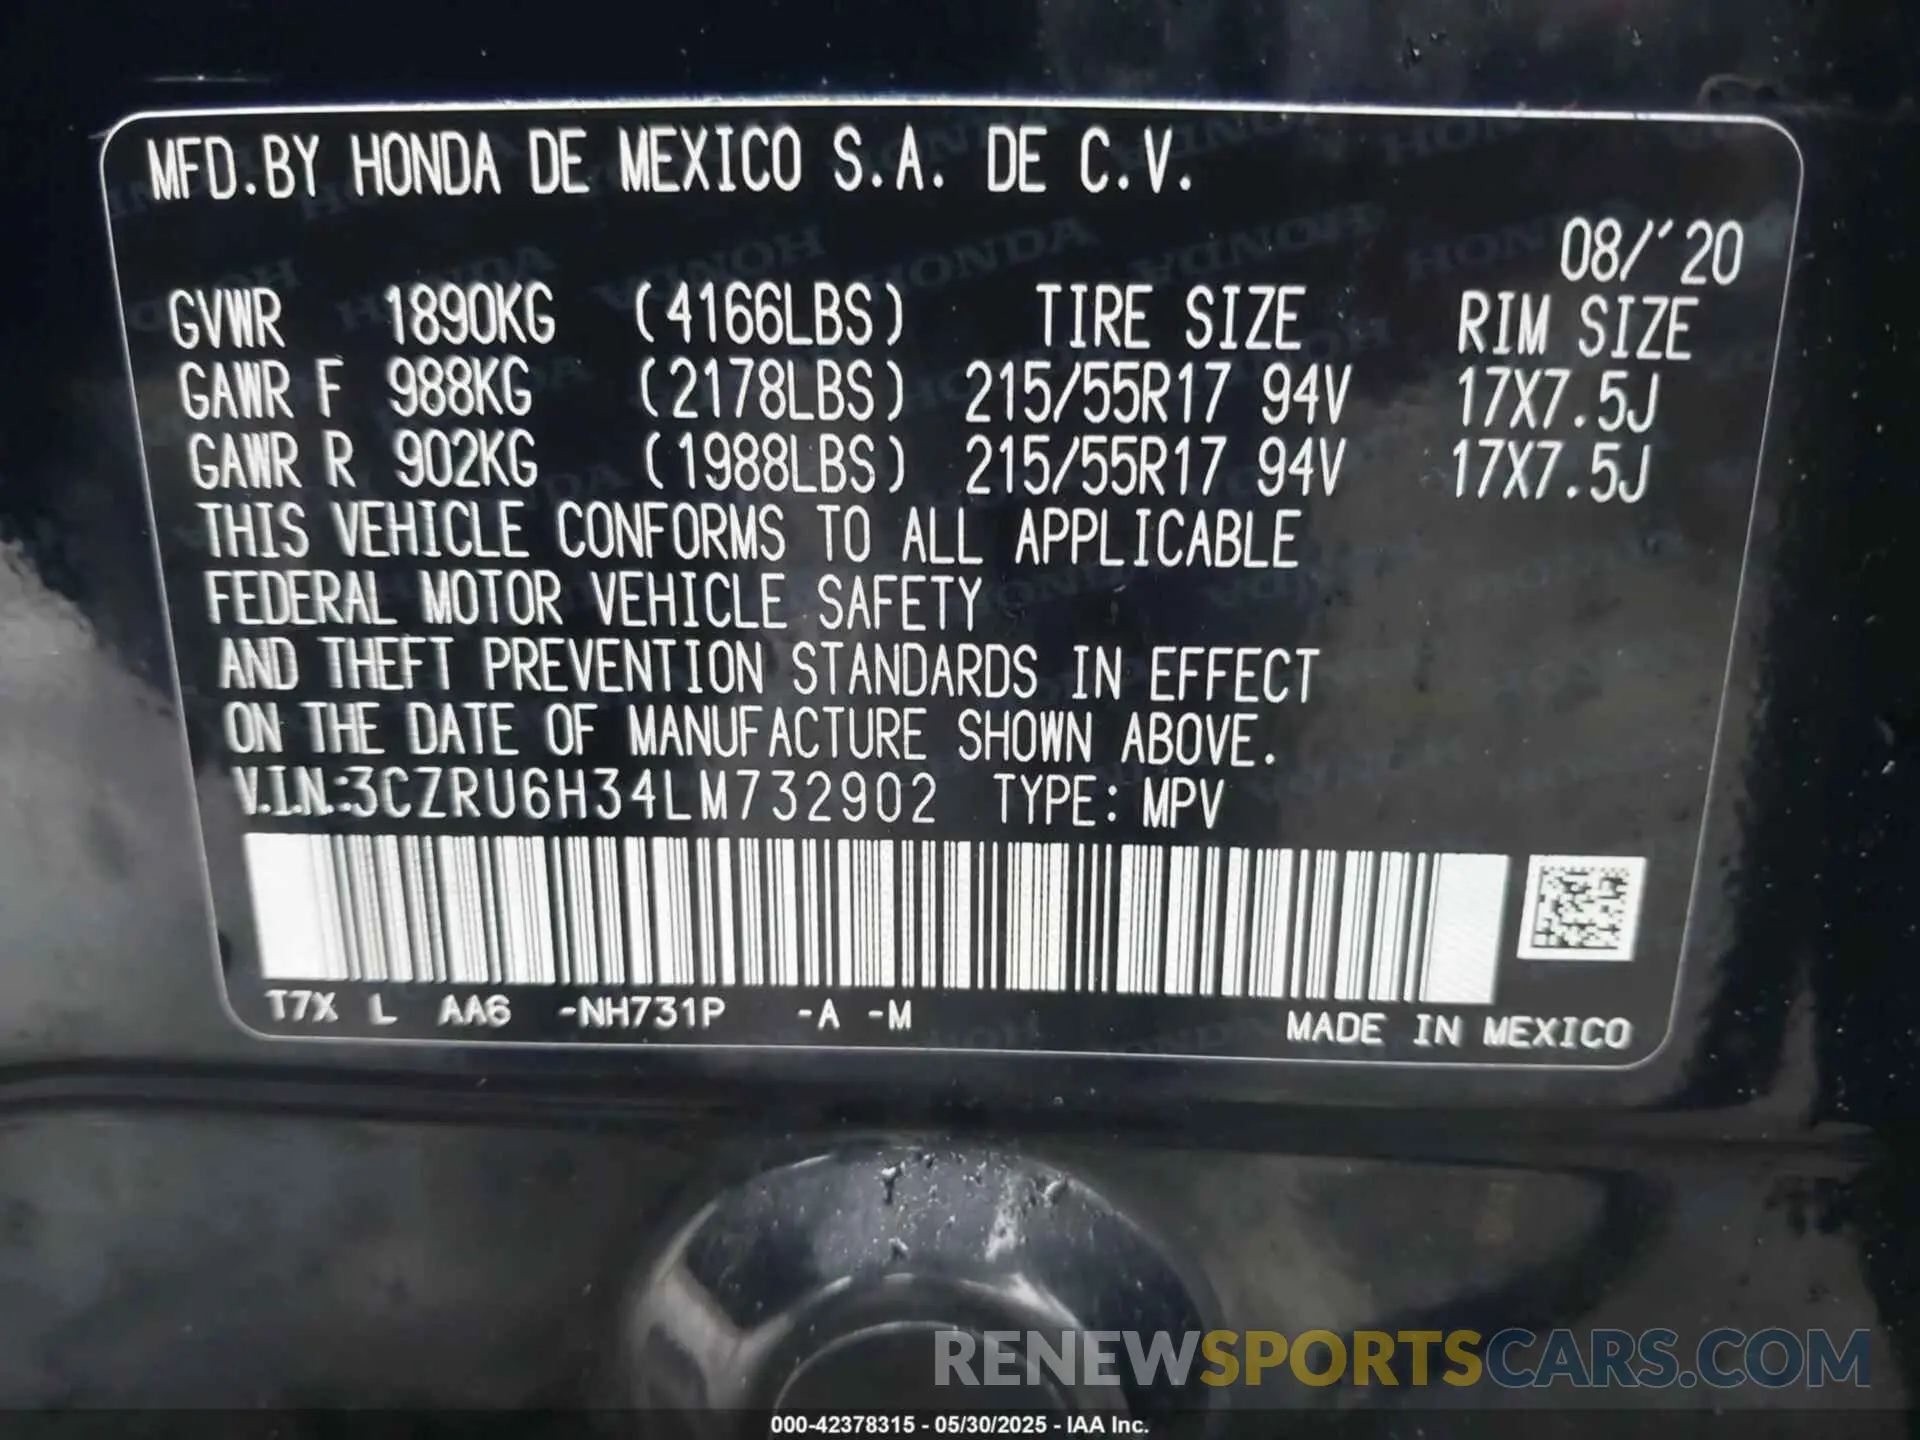 MFD.BY HONDA DE MEXICO S.A. DE C.V.
08/'20
GVWR 1890KG (4166LBS) TIRE SIZE RIM SIZE
GAWR F 988KG (2178LBS) 215/55R17 94V 17X7.5J
GAWR R 902KG (1988LBS) 215/55R17 94V 17X7.5J
THIS VEHICLE CONFORMS TO ALL APPLICABLE
FEDERAL MOTOR VEHICLE SAFETY
AND THEFT PREVENTION STANDARDS IN EFFECT
ON THE DATE OF MANUFACTURE SHOWN ABOVE.
V.I.N.:3CZRU6H34LM732902 TYPE: MPV
T7X L AA6 -NH731P -A -M
MADE IN MEXICO
RENEWSPORTSCARS.COM
000-42378315 - 05/30/2025 - IAA Inc.